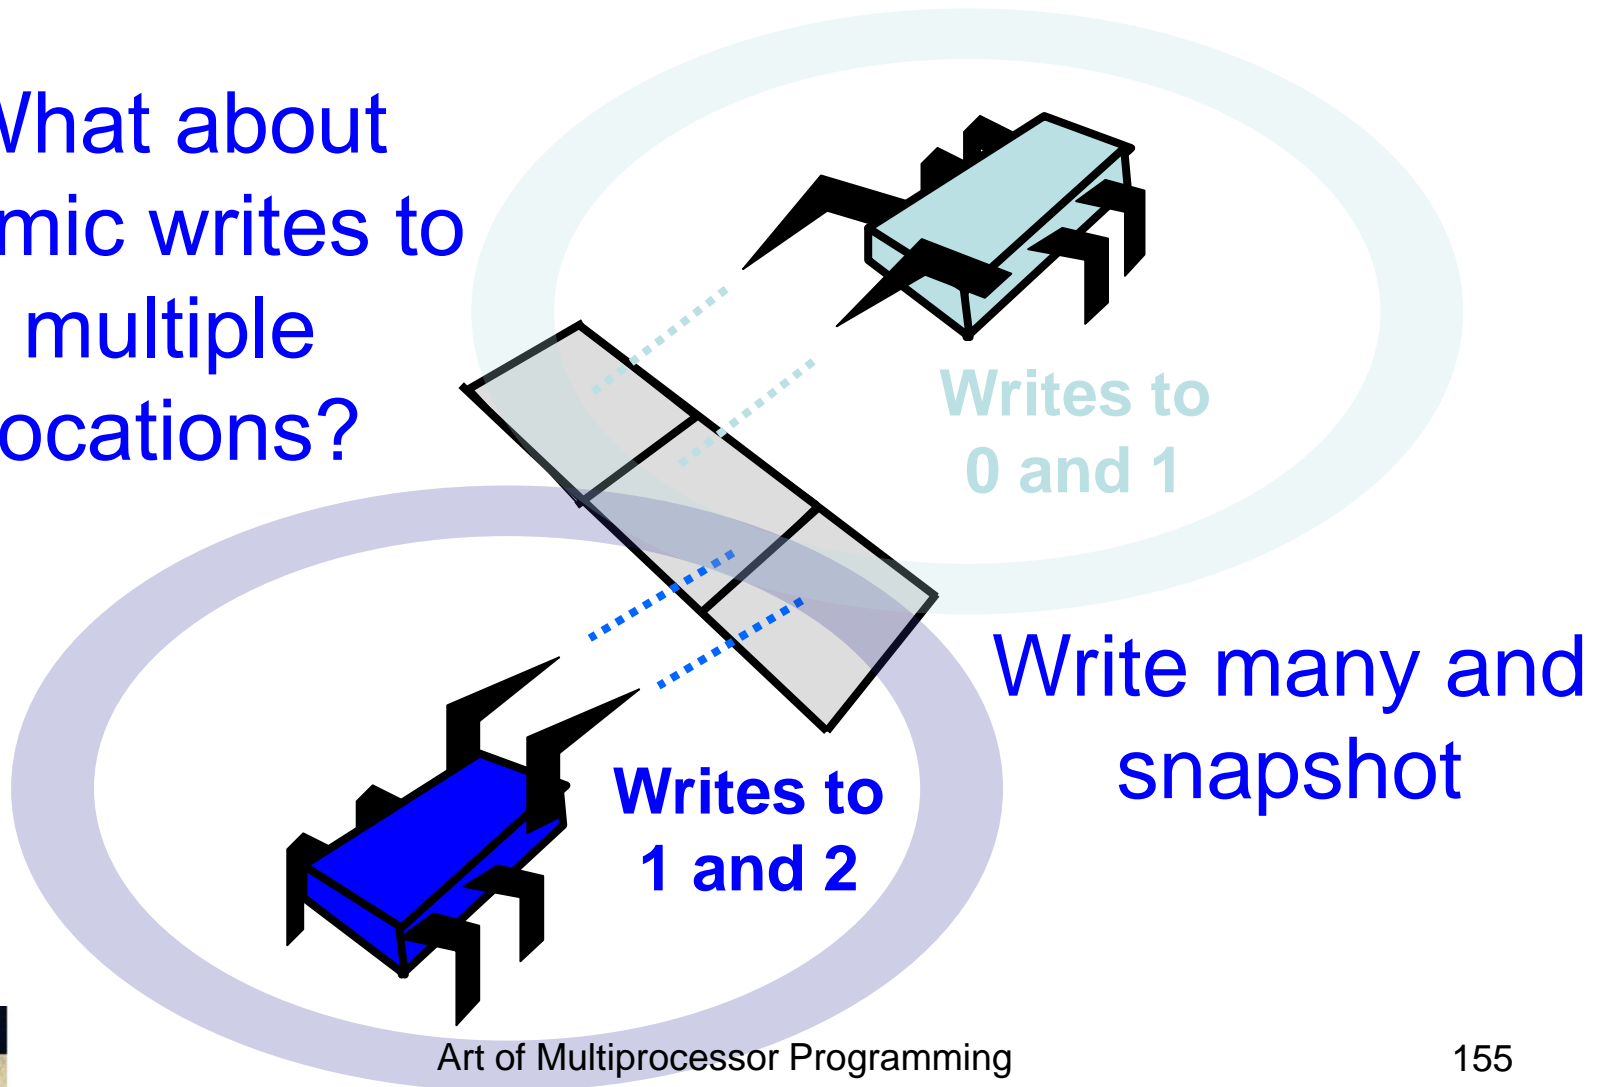 What about
mic writes to
multiple
ocations?
Writes to
0 and 1
Write many and
snapshot
Writes to
1 and 2
Art of Multiprocessor Programming
155